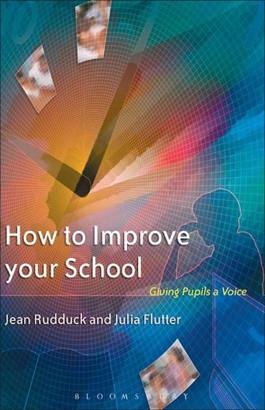 How to Improve
your School
Giving Pupils a Voice
Jean Rudduck and Julia Flutter
BLOOMSBURY